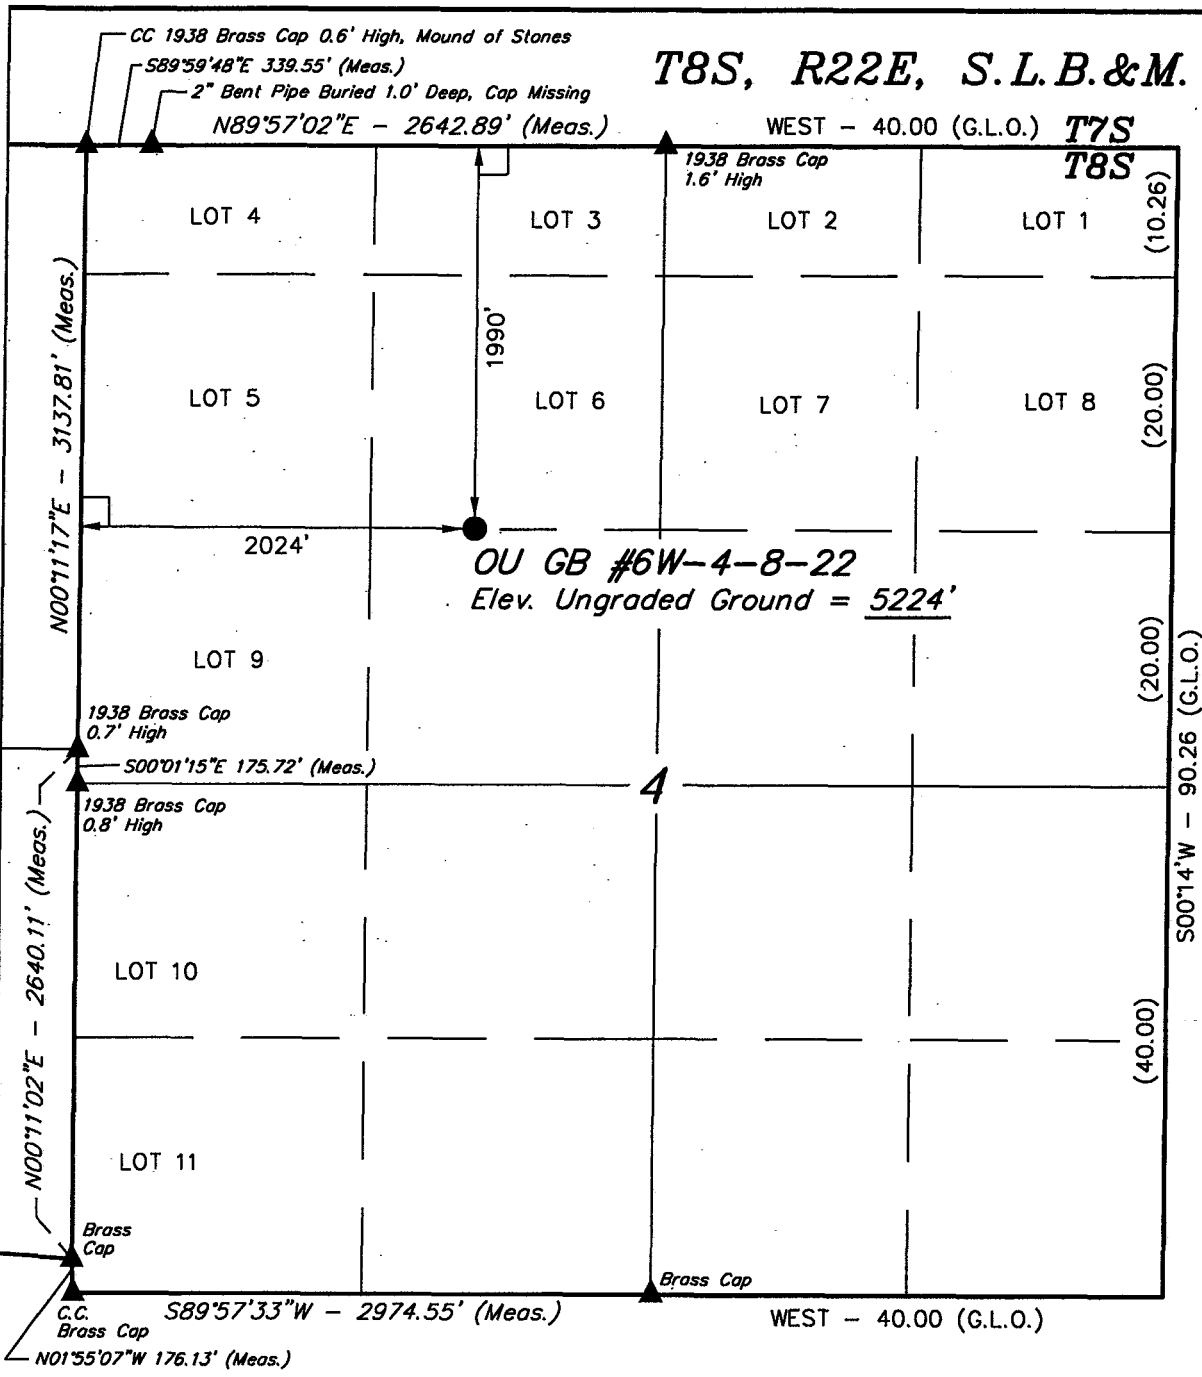 CC 1938 Brass Cap 0.6' High, Mound of Stones
S89°59'48"E 339.55' (Meas.)
2" Bent Pipe Buried 1.0' Deep, Cap Missing
T8S, R22E, S.L.B.&M.
N89°57'02"E - 2642.89' (Meas.)
WEST - 40.00 (G.L.O.)
T7S
T8S
1938 Brass Cap
1.6' High
LOT 4
LOT 3
LOT 2
LOT 1
(10.26)
N00°11'17"E - 3137.81' (Meas.)
1990'
LOT 5
LOT 6
LOT 7
LOT 8
(20.00)
2024'
OU GB #6W-4-8-22
Elev. Ungraded Ground = 5224'
LOT 9
(20.00)
S00°14'W - 90.26 (G.L.O.)
1938 Brass Cap
0.7' High
S00°01'15"E 175.72' (Meas.)
4
1938 Brass Cap
0.8' High
N00°11'02"E - 2640.11' (Meas.)
LOT 10
(40.00)
LOT 11
Brass
Cap
Brass Cap
C.C.
Brass Cap
S89°57'33"W - 2974.55' (Meas.)
WEST - 40.00 (G.L.O.)
N01°55'07"W 176.13' (Meas.)